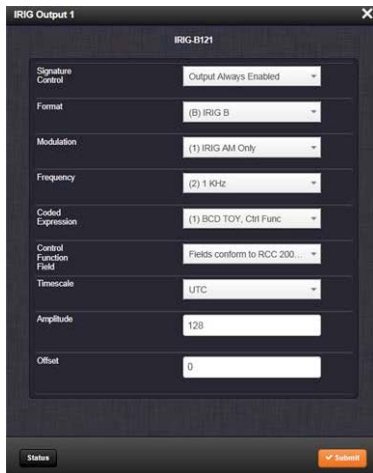 IRIG Output 1
IRIG-B121
Signature
Control
Output Always Enabled
Format
(B) IRIG B
Modulation
(1) IRIG AM Only
Frequency
(2) 1 KHz
Coded
Expression
(1) BCD TOY, Ctrl Func
Control
Function
Field
Fields conform to RCC 200...
Timescale
UTC
Amplitude
128
Offset
0
Status
Submit